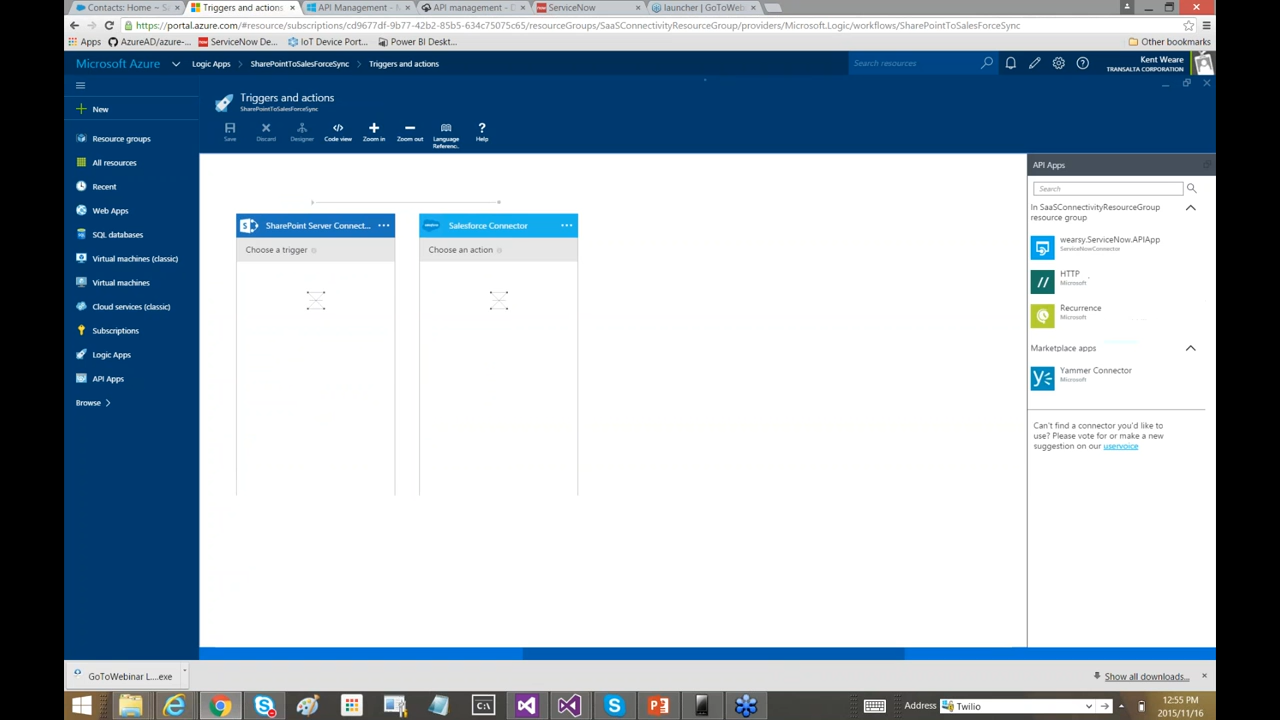 Contacts: Home ~ Sa
Triggers and actions
API Management - M
API management - D
ServiceNow
launcher | GoToWebin
https://portal.azure.com/#resource/subscriptions/cd9677df-9b77-42b2-8cd5-65b5d0ece371/resourceGroups/SaaSConnectivityResourceGroup/providers/Microsoft.Logic/workflows/SharePointToSalesForceSync
Apps
AzureAD/azure-...
ServiceNow De...
IoT Device Port...
Power BI Deskt...
Other bookmarks
Microsoft Azure
Logic Apps
SharePointToSalesForceSync
Triggers and actions
Search resources
Kent Weare
TRANSALTA CORPORATION
New
Resource groups
All resources
Recent
Web Apps
SQL databases
Virtual machines (classic)
Virtual machines
Cloud services (classic)
Subscriptions
Logic Apps
API Apps
Browse
Triggers and actions
SharePointToSalesForceSync
Save
Discard
Designer
Code view
Zoom in
Zoom out
Language
Referenc..
Help
SharePoint Server Connect...
Choose a trigger
Salesforce Connector
Choose an action
API Apps
Search
In SaaSConnectivityResourceGroup
resource group
wearsy.ServiceNow.APIApp
ServiceNowConnector
HTTP
Microsoft
Recurrence
Microsoft
Marketplace apps
Yammer Connector
Microsoft
Can't find a connector you'd like to
use? Please vote for or make a new
suggestion on our uservoice
GoToWebinar L....exe
Show all downloads...
Address
Twilio
12:55 PM
2015/11/16